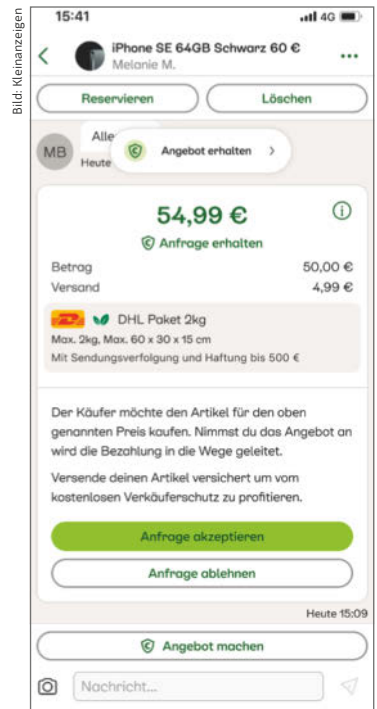 Bild: Kleinanzeigen
15:41
4G
iPhone SE 64GB Schwarz 60 €
Melanie M.
Reservieren
Löschen
MB
Alle
Heute
Angebot erhalten
54,99 €
Anfrage erhalten
Betrag 50,00 €
Versand 4,99 €
DHL DHL Paket 2kg
Max. 2kg, Max. 60 x 30 x 15 cm
Mit Sendungsverfolgung und Haftung bis 500 €
Der Käufer möchte den Artikel für den oben
genannten Preis kaufen. Nimmst du das Angebot an
wird die Bezahlung in die Wege geleitet.
Versende deinen Artikel versichert um vom
kostenlosen Verkäuferschutz zu profitieren.
Anfrage akzeptieren
Anfrage ablehnen
Heute 15:09
Angebot machen
Nachricht...